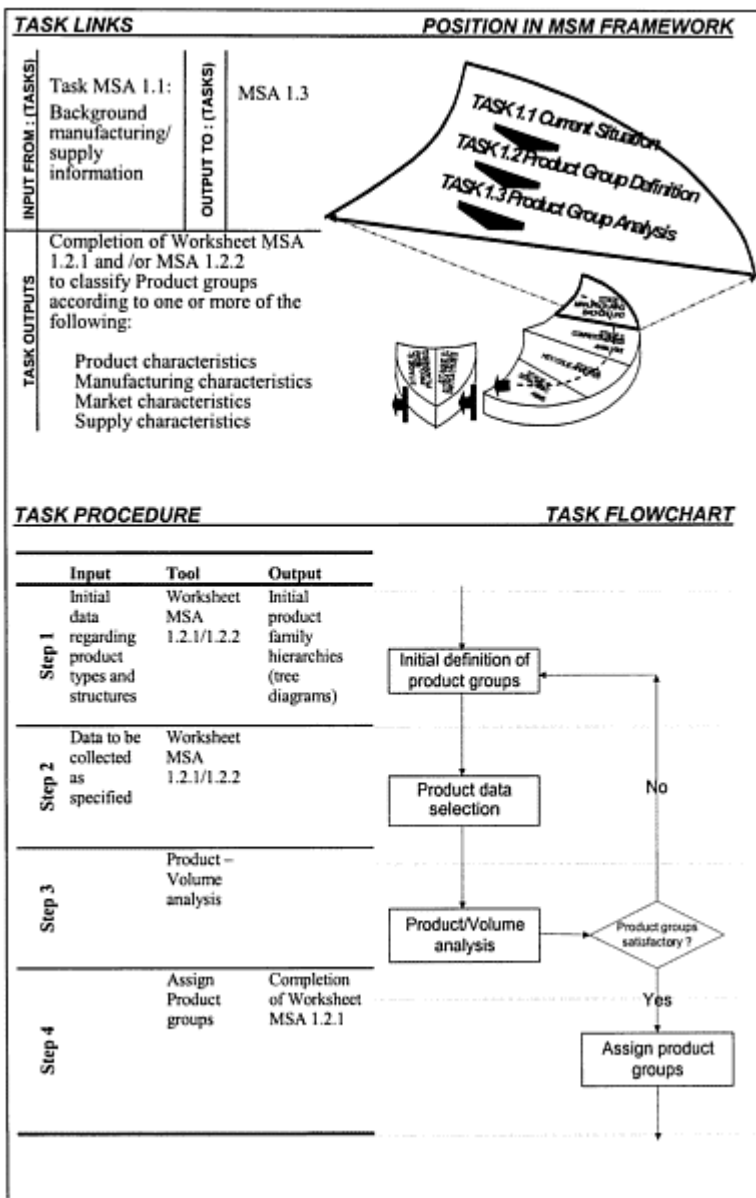 TASK LINKS
POSITION IN MSM FRAMEWORK
INPUT FROM : (TASKS)
Task MSA 1.1:
Background
manufacturing/
supply
information
OUTPUT TO : (TASKS)
MSA 1.3
TASK 1.1 Current Situation
TASK 1.2 Product Group Definition
TASK 1.3 Product Group Analysis
TASK OUTPUTS
Completion of Worksheet MSA
1.2.1 and /or MSA 1.2.2
to classify Product groups
according to one or more of the
following:
Product characteristics
Manufacturing characteristics
Market characteristics
Supply characteristics
TASK PROCEDURE
TASK FLOWCHART
Input Tool Output
Step 1
Initial
data
regarding
product
types and
structures
Worksheet
MSA
1.2.1/1.2.2
Initial
product
family
hierarchies
(tree
diagrams)
Step 2
Data to be
collected
as
specified
Worksheet
MSA
1.2.1/1.2.2
Step 3
Product –
Volume
analysis
Step 4
Assign
Product
groups
Completion
of Worksheet
MSA 1.2.1
Initial definition of
product groups
Product data
selection
No
Product/Volume
analysis
Product groups
satisfactory ?
Yes
Assign product
groups